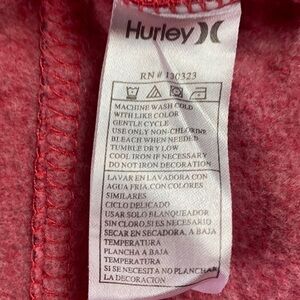 Hurley )(
RN # 130323
MACHINE WASH COLD
WITH LIKE COLOR
GENTLE CYCLE
USE ONLY NON-CHLORINE
BLEACH WHEN NEEDED
TUMBLE DRY LOW
COOL IRON IF NECESSARY
DO NOT IRON DECORATION
LAVAR EN LAVADORA CON
AGUA FRIA CON COLORES
SIMILARES
CICLO DELICADO
USAR SOLO BLANQUEADOR
SIN CLORO,SI ES NECESARIO
SECAR EN SECADORA, A BAJA
TEMPERATURA
PLANCHA A BAJA
TEMPERATURA
SI SE NECESITA NO PLANCHAR
LA DECORACION